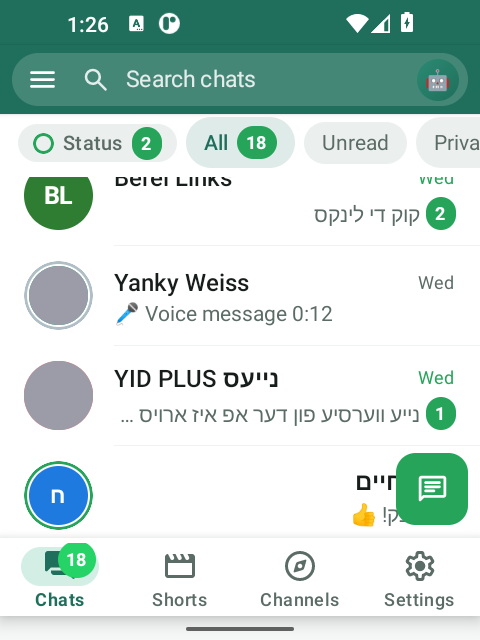 1:26
Search chats
Status 2
All 18
Unread
Priva
BL
Berel Links
Wed
קוק די לינקס
2
Yanky Weiss
Wed
🎤 Voice message 0:12
YID PLUS נייעס
Wed
נייע ווערסיע פון דער אפ איז ארויס ...
1
ח
חיים
👍
18
Chats
Shorts
Channels
Settings